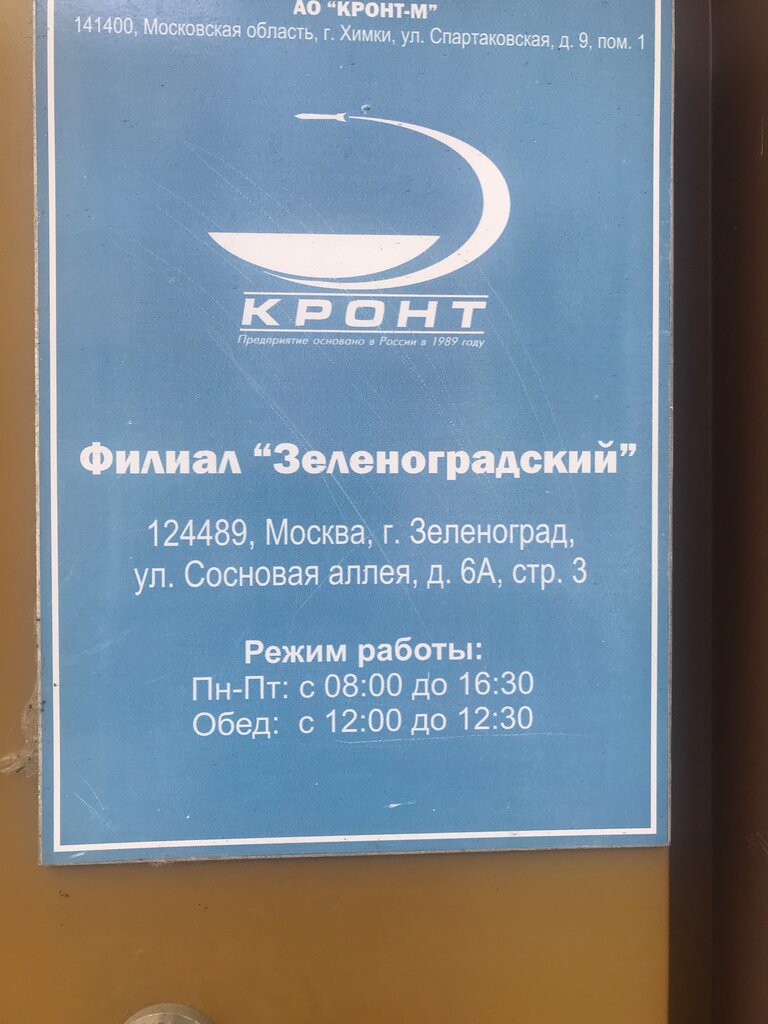 АО “КРОНТ-М”
141400, Московская область, г. Химки, ул. Спартаковская, д. 9, пом. 1
КРОНТ
Предприятие основано в России в 1989 году
Филиал “Зеленоградский”
124489, Москва, г. Зеленоград,
ул. Сосновая аллея, д. 6А, стр. 3
Режим работы:
Пн-Пт: с 08:00 до 16:30
Обед: с 12:00 до 12:30